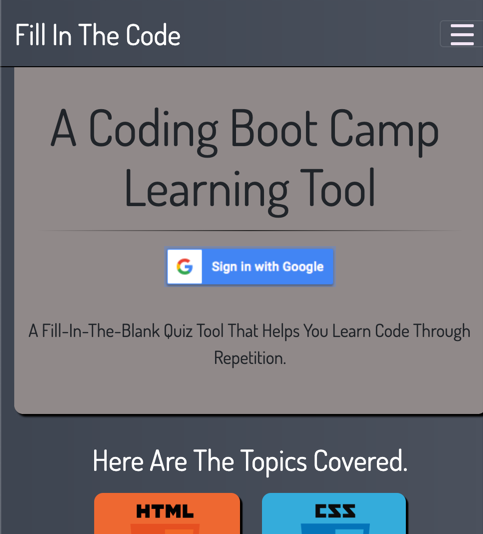 Fill In The Code
A Coding Boot Camp
Learning Tool
Sign in with Google
A Fill-In-The-Blank Quiz Tool That Helps You Learn Code Through
Repetition.
Here Are The Topics Covered.
HTML CSS